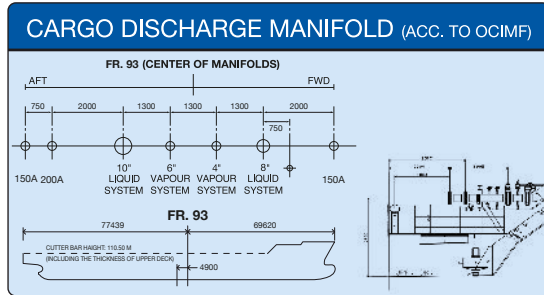 CARGO DISCHARGE MANIFOLD (ACC. TO OCIMF)
FR. 93 (CENTER OF MANIFOLDS)
AFT FWD
750 2000 1300 1300 1300 2000
750
10" 6" 4" 8"
150A 200A LIQUID VAPOUR VAPOUR LIQUID 150A
SYSTEM SYSTEM SYSTEM SYSTEM
FR. 93
77439 69620
CUTTER BAR HAIGHT: 110.50 M
(INCLUDING THE THICKNESS OF UPPER DECK)
4900